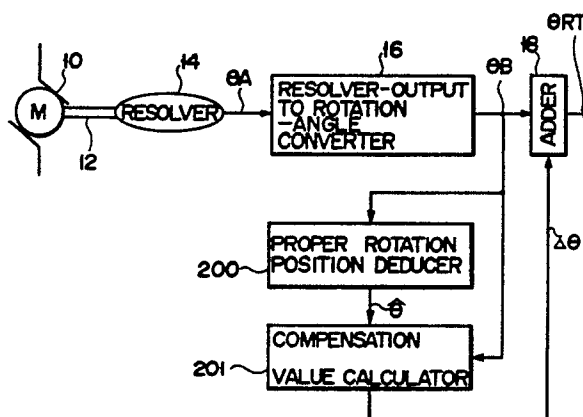 10
14
16
θB
θRT
18
M
RESOLVER
θA
RESOLVER-OUTPUT
TO ROTATION
-ANGLE
CONVERTER
ADDER
12
200
PROPER ROTATION
POSITION DEDUCER
Δθ
θ̂
201
COMPENSATION
VALUE CALCULATOR